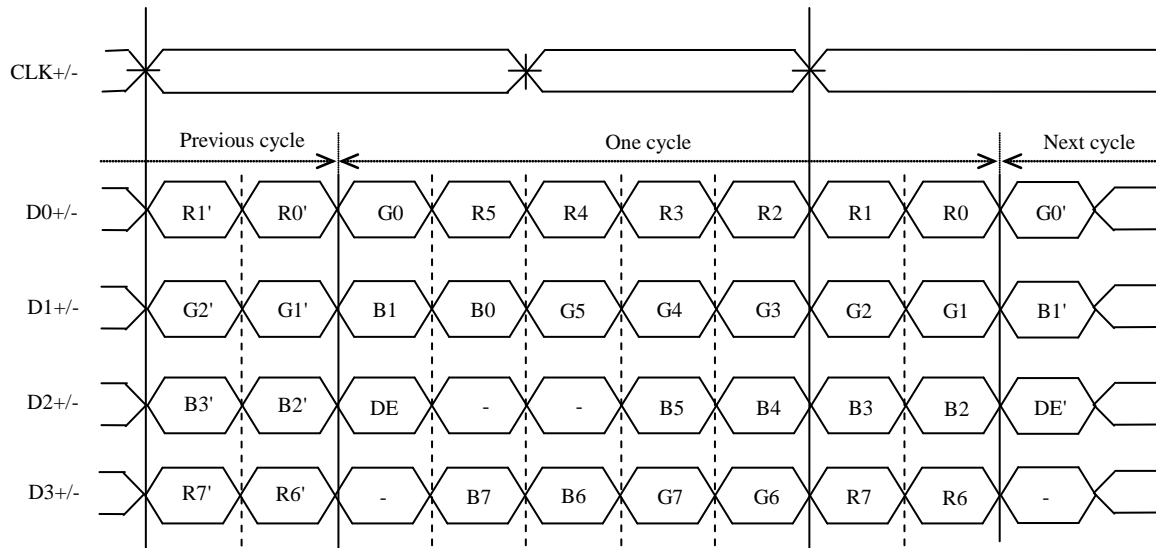 CLK+/-
Previous cycle One cycle Next cycle
D0+/- R1' R0' G0 R5 R4 R3 R2 R1 R0 G0'
D1+/- G2' G1' B1 B0 G5 G4 G3 G2 G1 B1'
D2+/- B3' B2' DE - - B5 B4 B3 B2 DE'
D3+/- R7' R6' - B7 B6 G7 G6 R7 R6 -